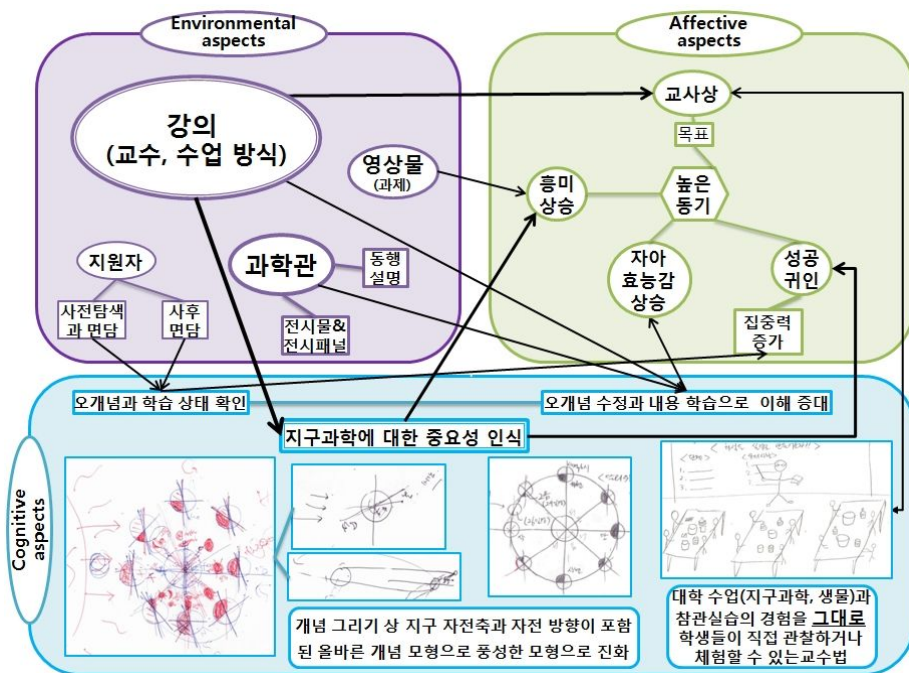 Environmental
aspects
Affective
aspects
강의
(교수, 수업 방식)
영상물
(과제)
지원자
사전탐색
과 면담
사후
면담
과학관
동행
설명
전시물&
전시패널
교사상
목표
흥미
상승
높은
동기
자아
효능감
상승
성공
귀인
집중력
증가
Cognitive
aspects
오개념과 학습 상태 확인
오개념 수정과 내용 학습으로 이해 증대
지구과학에 대한 중요성 인식
개념 그리기 상 지구 자전축과 자전 방향이 포함
된 올바른 개념 모형으로 풍성한 모형으로 진화
대학 수업(지구과학, 생물)과
참관실습의 경험을 그대로
학생들이 직접 관찰하거나
체험할 수 있는교수법